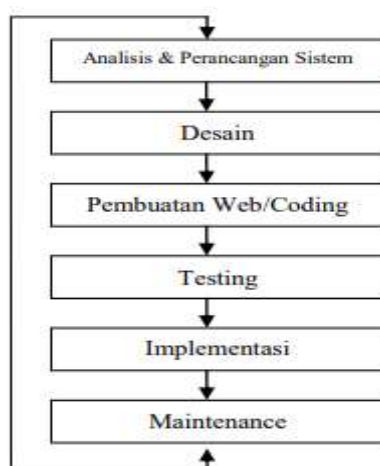 Analisis & Perancangan Sistem
Desain
Pembuatan Web/Coding
Testing
Implementasi
Maintenance